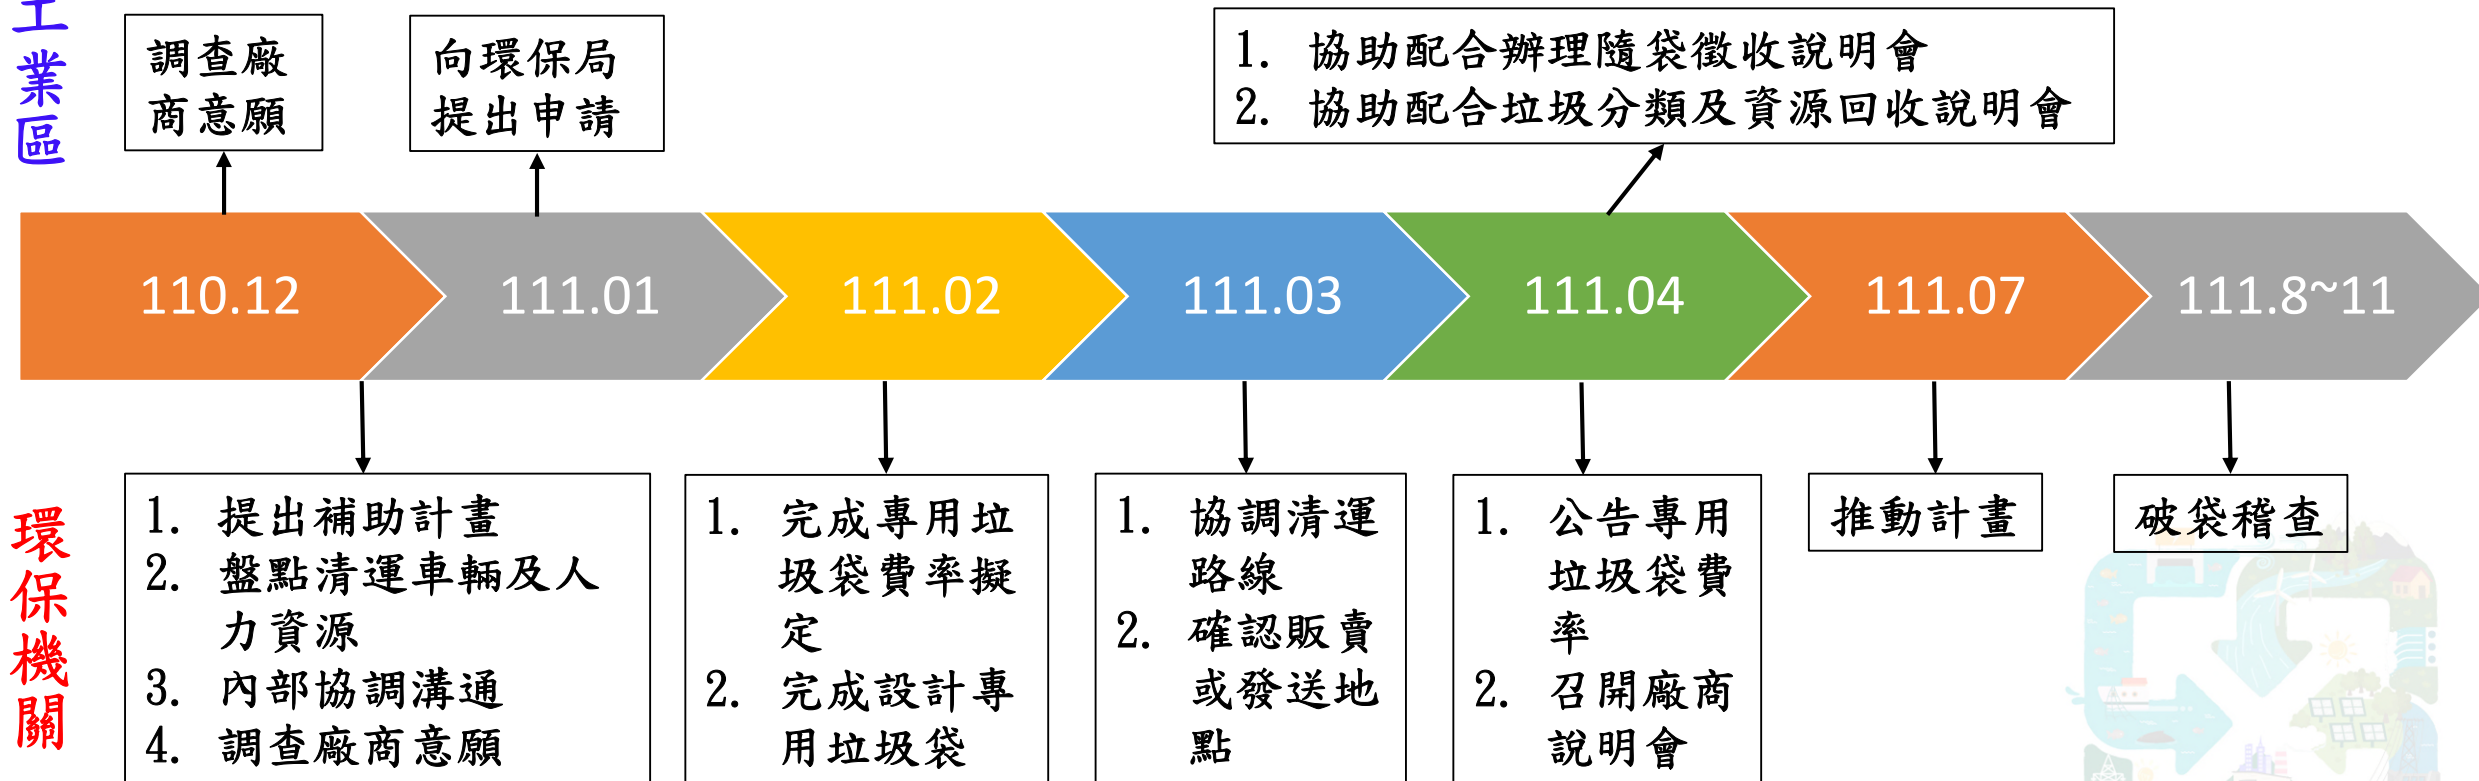 工業區
調查廠
商意願
向環保局
提出申請
1. 協助配合辦理隨袋徵收說明會
2. 協助配合垃圾分類及資源回收說明會
110.12
111.01
111.02
111.03
111.04
111.07
111.8~11
環保機關
1. 提出補助計畫
2. 盤點清運車輛及人
力資源
3. 內部協調溝通
4. 調查廠商意願
1. 完成專用垃
圾袋費率擬
定
2. 完成設計專
用垃圾袋
1. 協調清運
路線
2. 確認販賣
或發送地
點
1. 公告專用
垃圾袋費
率
2. 召開廠商
說明會
推動計畫
破袋稽查